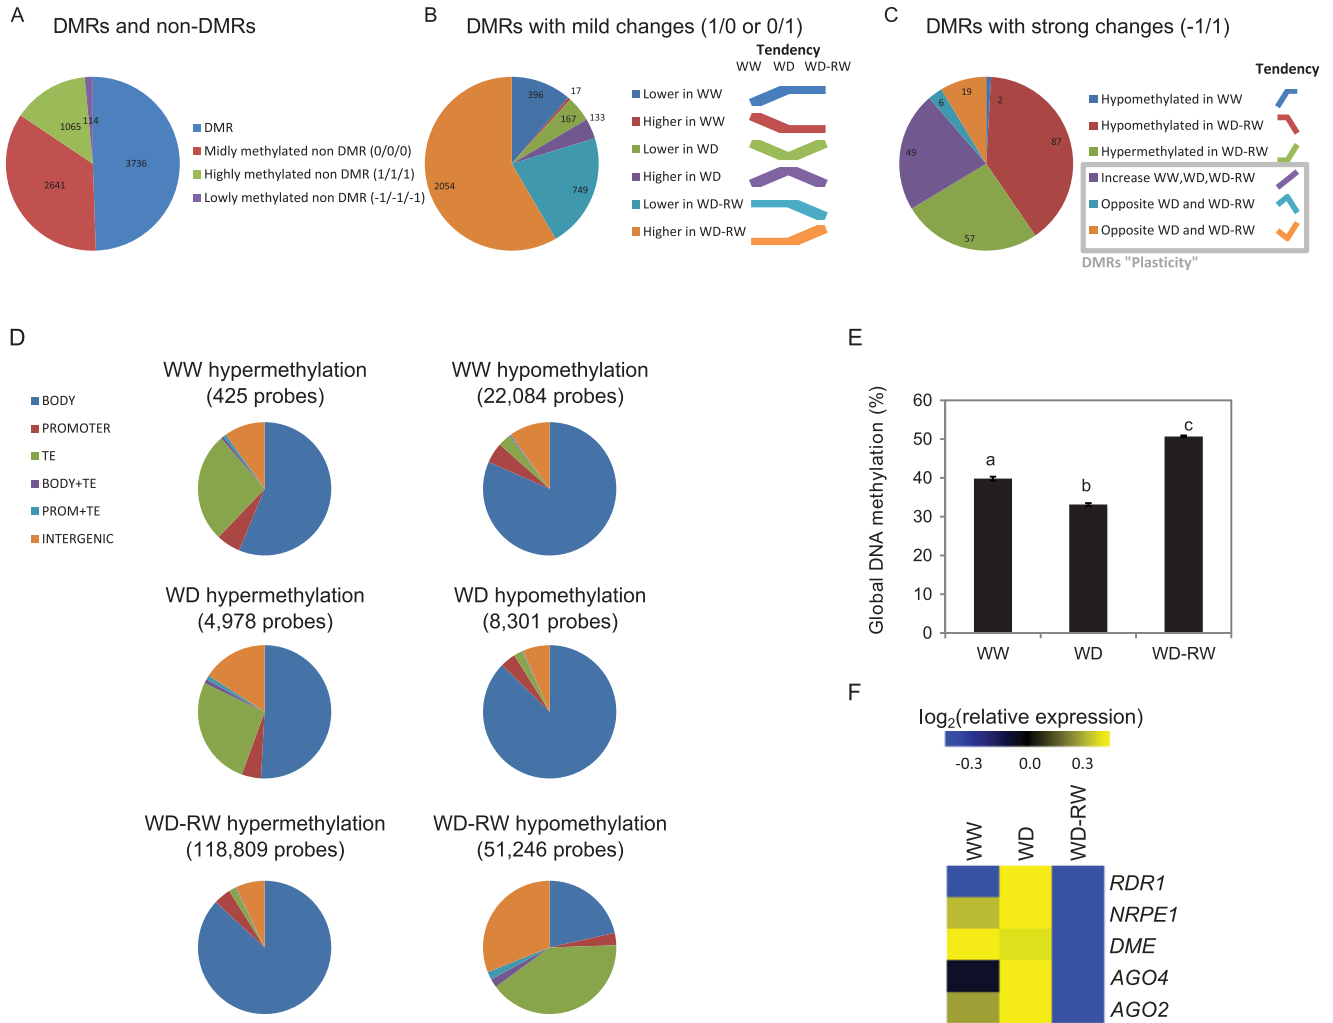 A
DMRs and non-DMRs
1065
114
3736
2641
DMR
Midly methylated non DMR (0/0/0)
Highly methylated non DMR (1/1/1)
Lowly methylated non DMR (-1/-1/-1)
B
DMRs with mild changes (1/0 or 0/1)
Tendency
WW WD WD-RW
396
17
167
133
749
2054
Lower in WW
Higher in WW
Lower in WD
Higher in WD
Lower in WD-RW
Higher in WD-RW
C
DMRs with strong changes (-1/1)
Tendency
19
2
6
87
49
57
Hypomethylated in WW
Hypomethylated in WD-RW
Hypermethylated in WD-RW
Increase WW,WD,WD-RW
Opposite WD and WD-RW
Opposite WD and WD-RW
DMRs "Plasticity"
D
BODY
PROMOTER
TE
BODY+TE
PROM+TE
INTERGENIC
WW hypermethylation
(425 probes)
WW hypomethylation
(22,084 probes)
WD hypermethylation
(4,978 probes)
WD hypomethylation
(8,301 probes)
WD-RW hypermethylation
(118,809 probes)
WD-RW hypomethylation
(51,246 probes)
E
Global DNA methylation (%)
60
50
40
30
20
10
0
a
b
c
WW
WD
WD-RW
F
log2(relative expression)
-0.3 0.0 0.3
WW
WD
WD-RW
RDR1
NRPE1
DME
AGO4
AGO2